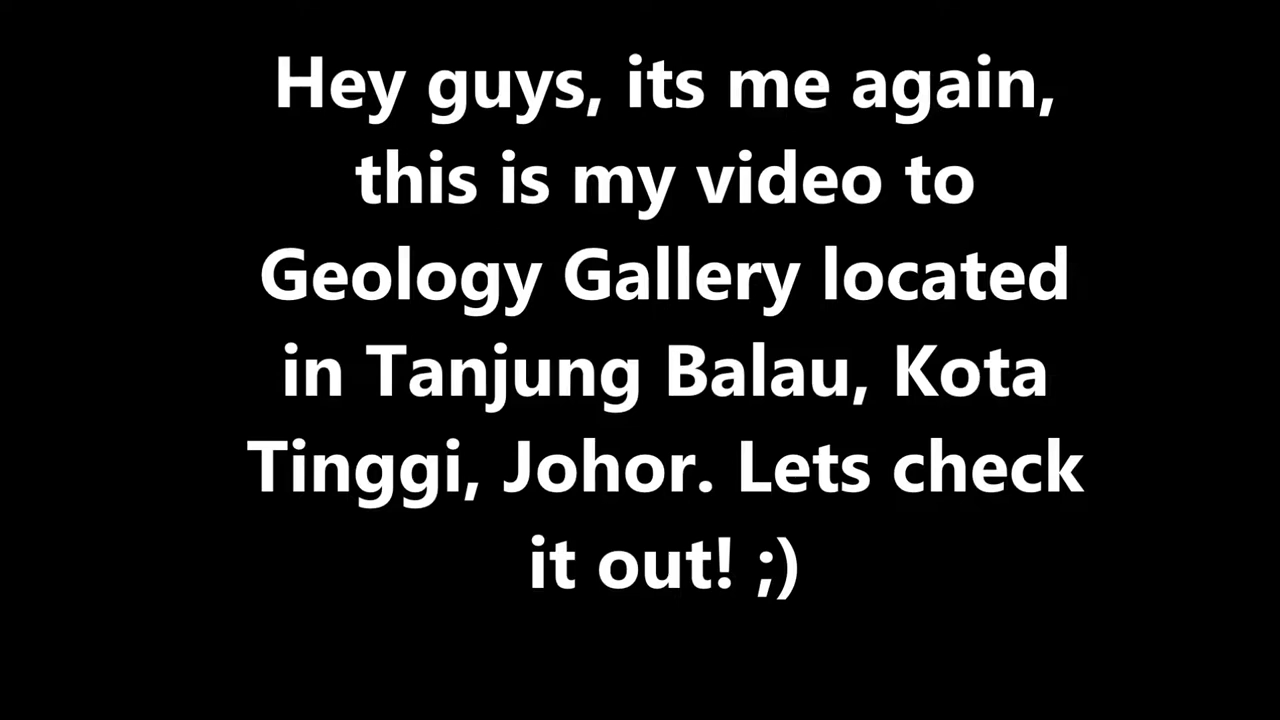 Hey guys, its me again,
this is my video to
Geology Gallery located
in Tanjung Balau, Kota
Tinggi, Johor. Lets check
it out! ;)